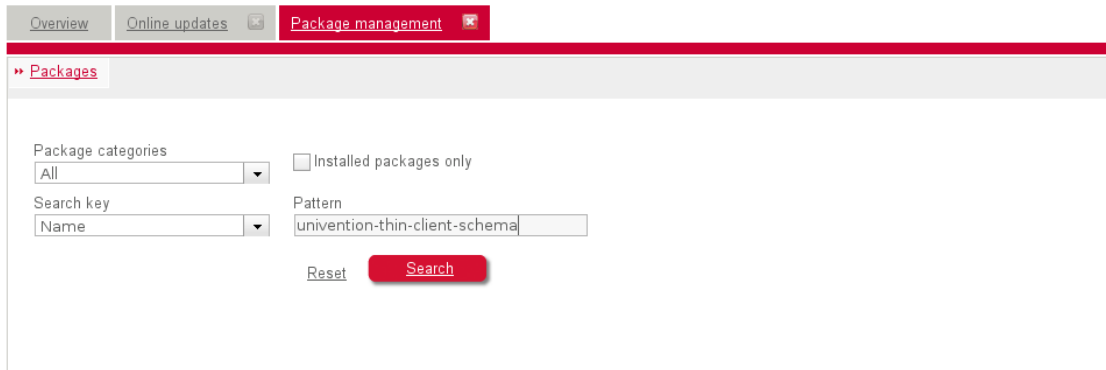 Overview Online updates Package management
Packages
Package categories
All
Installed packages only
Search key
Pattern
Name
univention-thin-client-schema
Reset Search